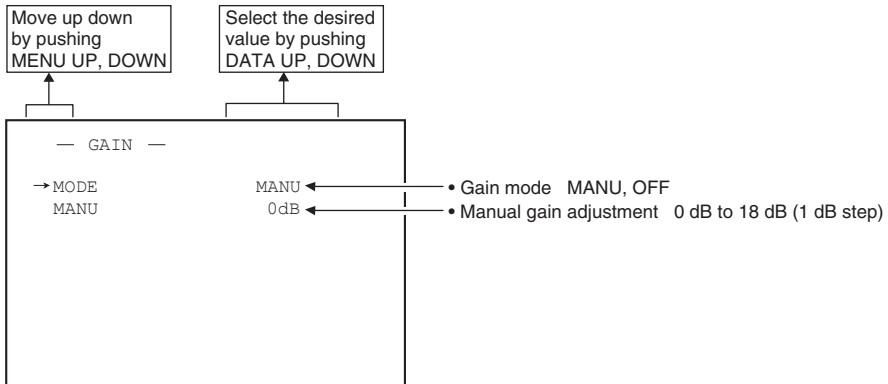 Move up down
by pushing
MENU UP, DOWN
Select the desired
value by pushing
DATA UP, DOWN
— GAIN —
→MODE MANU • Gain mode MANU, OFF
MANU 0dB • Manual gain adjustment 0 dB to 18 dB (1 dB step)